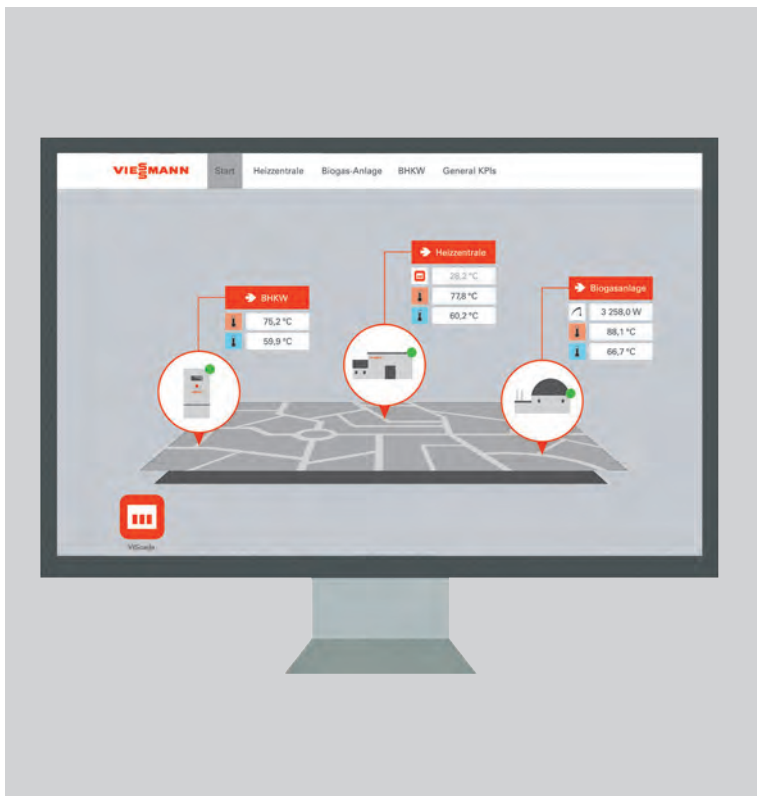 VIESSMANN Start Heizzentrale Biogas-Anlage BHKW General KPIs
BHKW
75,2 °C
59,9 °C
Heizzentrale
28,2 °C
77,8 °C
60,2 °C
Biogasanlage
3 258,0 W
88,1 °C
66,7 °C